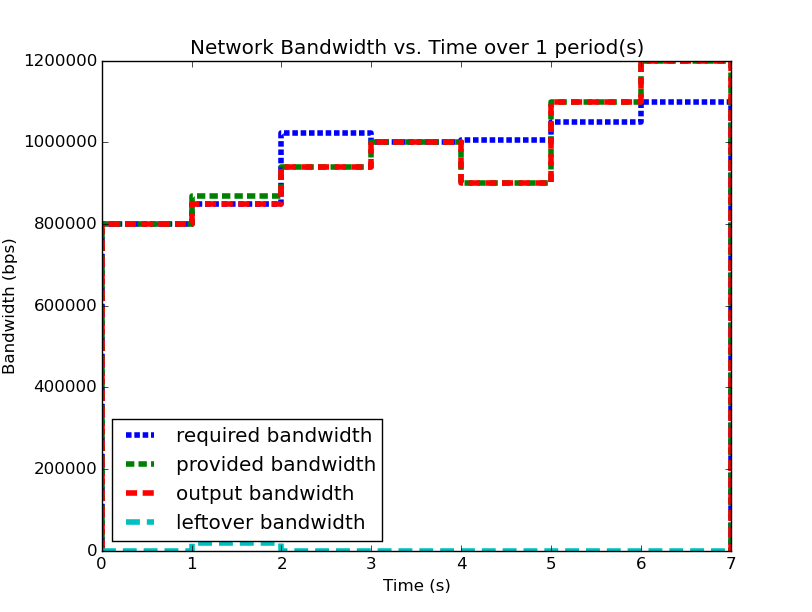 Network Bandwidth vs. Time over 1 period(s)
1200000
1000000
800000
600000
400000
200000
0
Bandwidth (bps)
required bandwidth
provided bandwidth
output bandwidth
leftover bandwidth
0 1 2 3 4 5 6 7
Time (s)